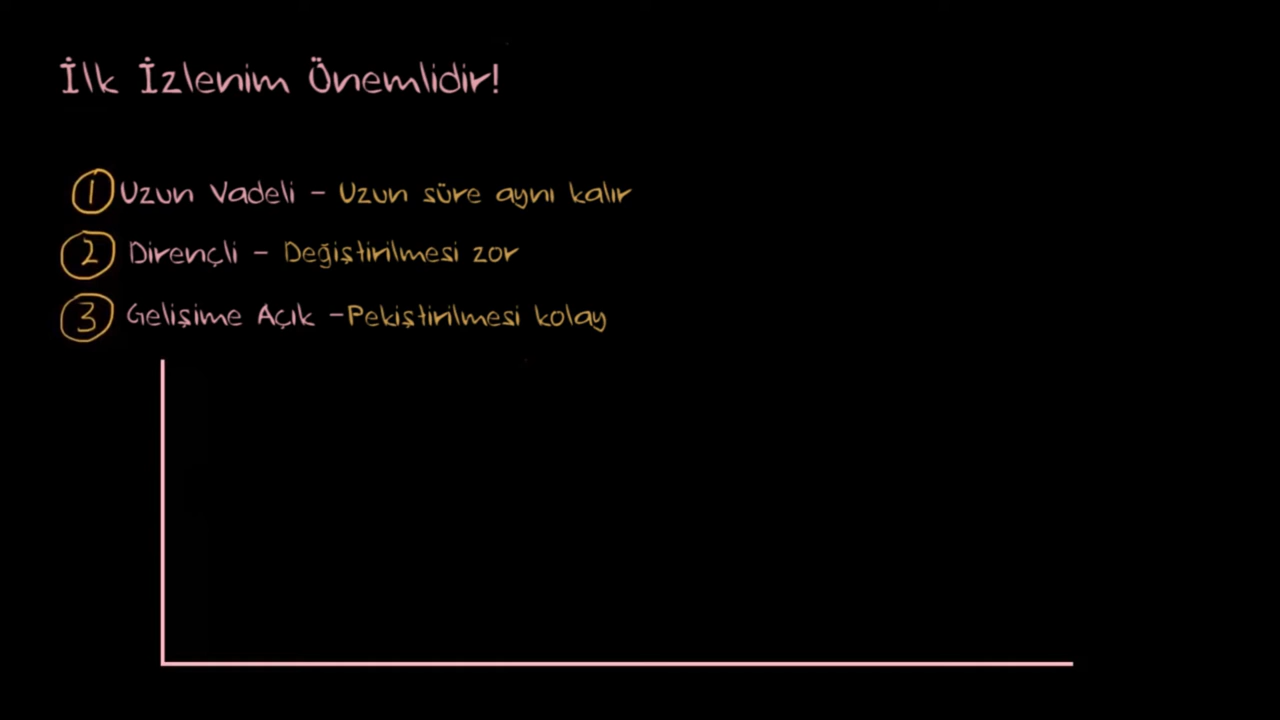 İlk İzlenim Önemlidir!
1 Uzun Vadeli - Uzun süre aynı kalır
2 Dirençli - Değiştirilmesi zor
3 Gelişime Açık -Pekiştirilmesi kolay